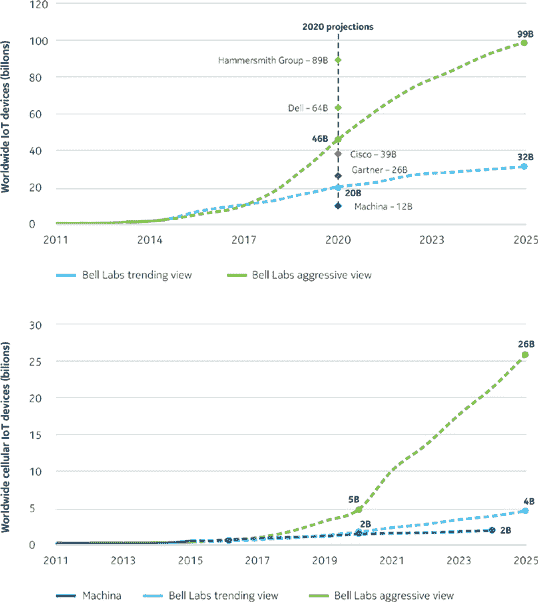 Worldwide IoT devices (billons)
120
100
80
60
40
20
0
2020 projections
Hammersmith Group – 89B
Dell – 64B
46B
Cisco – 39B
Gartner – 26B
20B
Machina – 12B
99B
32B
2011
2014
2017
2020
2023
2025
Bell Labs trending view
Bell Labs aggressive view
Worldwide cellular IoT devices (bilions)
30
25
20
15
10
5
0
26B
5B
2B
4B
2B
2011
2013
2015
2017
2019
2021
2023
2025
Machina
Bell Labs trending view
Bell Labs aggressive view